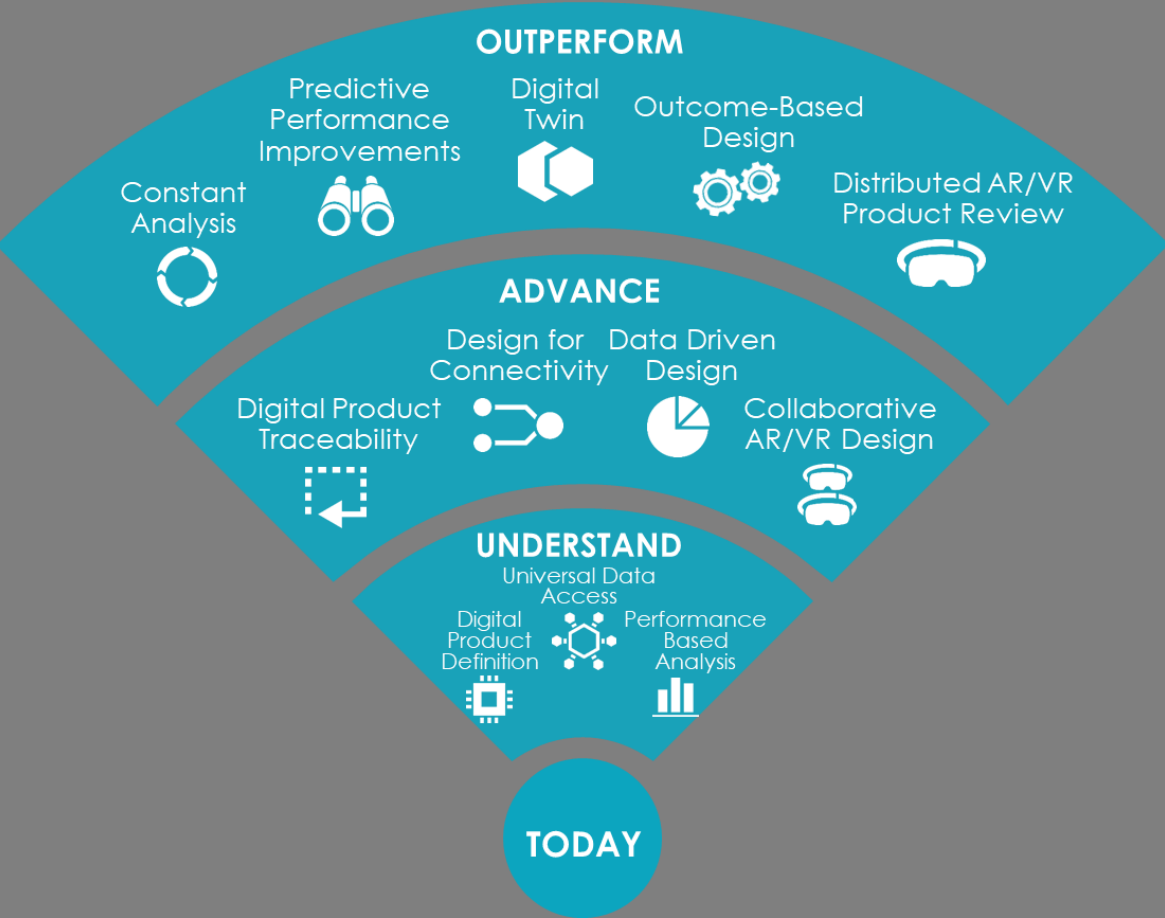 OUTPERFORM
Predictive
Performance
Improvements
Digital
Twin
Outcome-Based
Design
Constant
Analysis
Distributed AR/VR
Product Review
ADVANCE
Design for
Connectivity
Data Driven
Design
Digital Product
Traceability
Collaborative
AR/VR Design
UNDERSTAND
Universal Data
Access
Digital
Product
Definition
Performance
Based
Analysis
TODAY